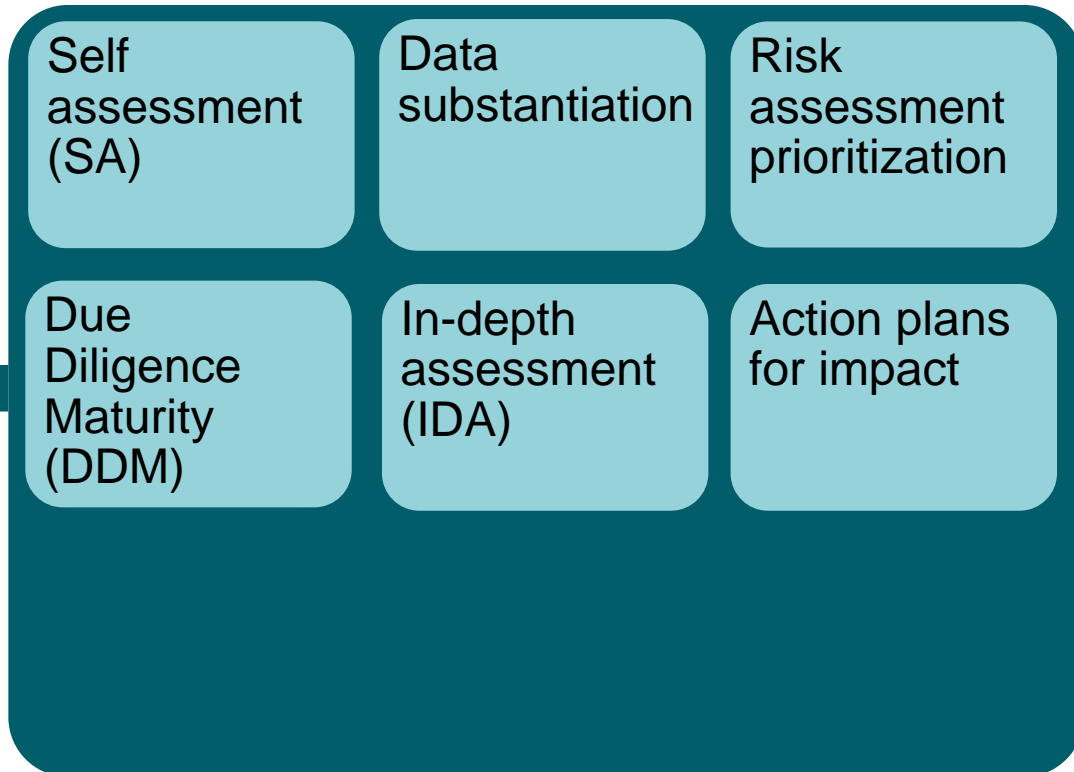 Self
assessment
(SA)
Data
substantiation
Risk
assessment
prioritization
Due
Diligence
Maturity
(DDM)
In-depth
assessment
(IDA)
Action plans
for impact